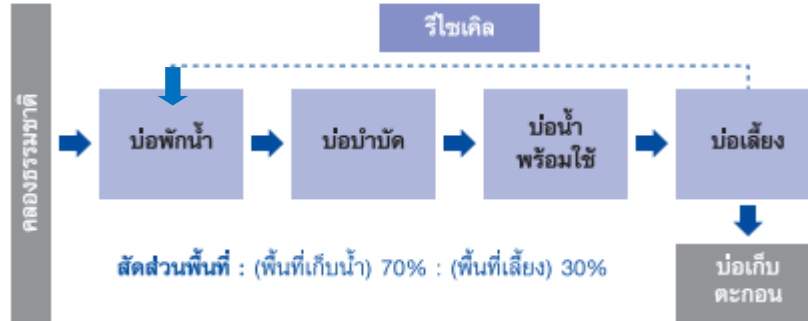 รีไซเคิล
คลองธรรมชาติ
บ่อพักน้ำ
บ่อบำบัด
บ่อน้ำ
พร้อมใช้
บ่อเลี้ยง
สัดส่วนพื้นที่ : (พื้นที่เก็บน้ำ) 70% : (พื้นที่เลี้ยง) 30%
บ่อเก็บ
ตะกอน